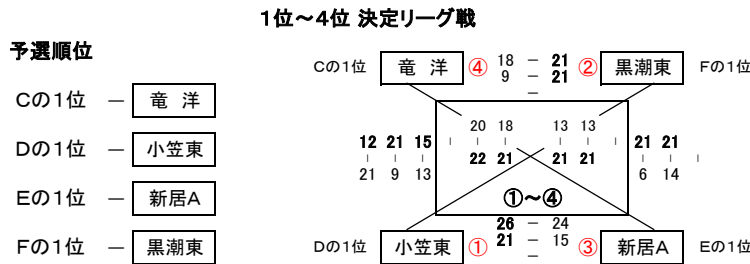 1位～4位 決定リーグ戦
予選順位
Cの1位 － 竜 洋
Dの1位 － 小笠東
Eの1位 － 新居A
Fの1位 － 黒潮東
Cの1位 竜 洋 ④ 18 － 21 ② 黒潮東 Fの1位
9 － 21
－
20 18 13 13
12 21 15 21 21
22 21 21 21
21 9 13 6 14
①～④
26 － 24
Dの1位 小笠東 ① 21 － 15 ③ 新居A Eの1位
－